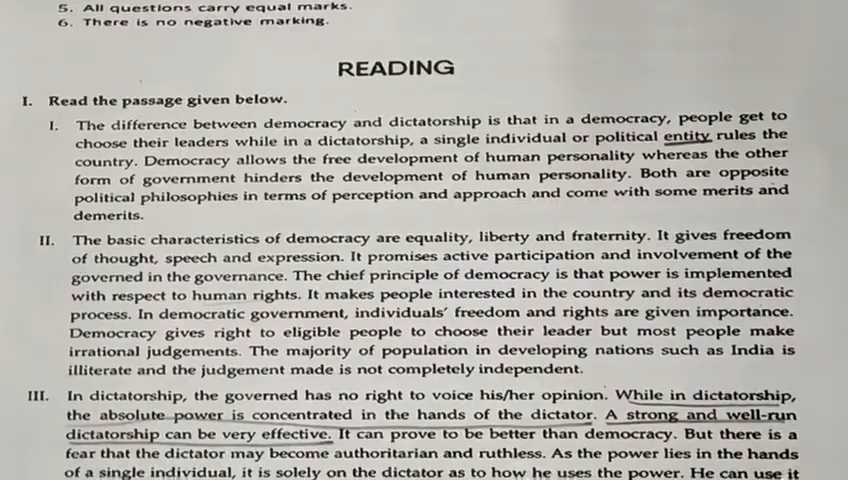 5. All questions carry equal marks.
6. There is no negative marking.
READING
I. Read the passage given below.
I. The difference between democracy and dictatorship is that in a democracy, people get to
choose their leaders while in a dictatorship, a single individual or political entity rules the
country. Democracy allows the free development of human personality whereas the other
form of government hinders the development of human personality. Both are opposite
political philosophies in terms of perception and approach and come with some merits and
demerits.
II. The basic characteristics of democracy are equality, liberty and fraternity. It gives freedom
of thought, speech and expression. It promises active participation and involvement of the
governed in the governance. The chief principle of democracy is that power is implemented
with respect to human rights. It makes people interested in the country and its democratic
process. In democratic government, individuals' freedom and rights are given importance.
Democracy gives right to eligible people to choose their leader but most people make
irrational judgements. The majority of population in developing nations such as India is
illiterate and the judgement made is not completely independent.
III. In dictatorship, the governed has no right to voice his/her opinion. While in dictatorship,
the absolute power is concentrated in the hands of the dictator. A strong and well-run
dictatorship can be very effective. It can prove to be better than democracy. But there is a
fear that the dictator may become authoritarian and ruthless. As the power lies in the hands
of a single individual, it is solely on the dictator as to how he uses the power. He can use it